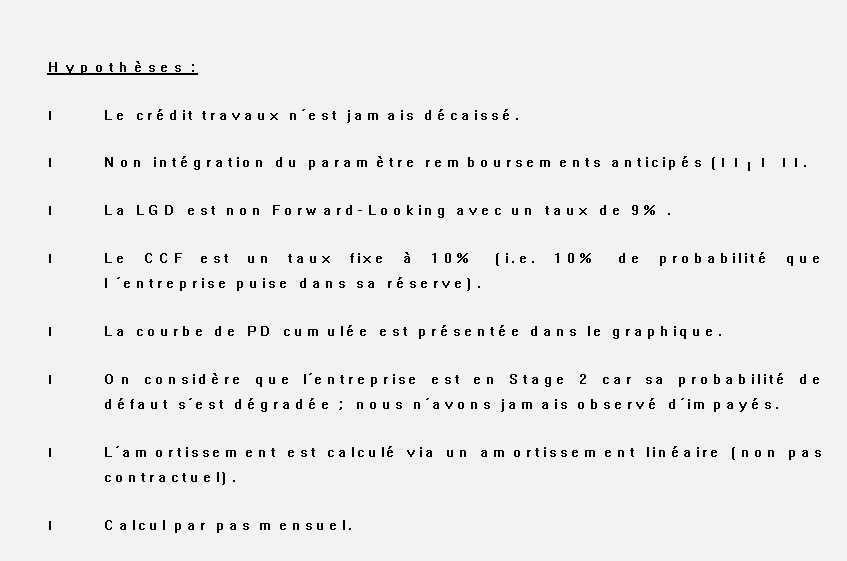 Hypothèses :
Le crédit travaux n´est jamais décaissé.
Non intégration du paramètre remboursements anticipés (
La LGD est non Forward-Looking avec un taux de 9% .
Le CCF est un taux fixe à 10% (i.e. 10% de probabilité que
l´entreprise puise dans sa réserve).
La courbe de PD cumulée est présentée dans le graphique.
On considère que l´entreprise est en Stage 2 car sa probabilité de
défaut s´est dégradée ; nous n´avons jamais observé d´impayés.
L´amortissement est calculé via un amortissement linéaire (non pas
contractuel).
Calcul par pas mensuel.